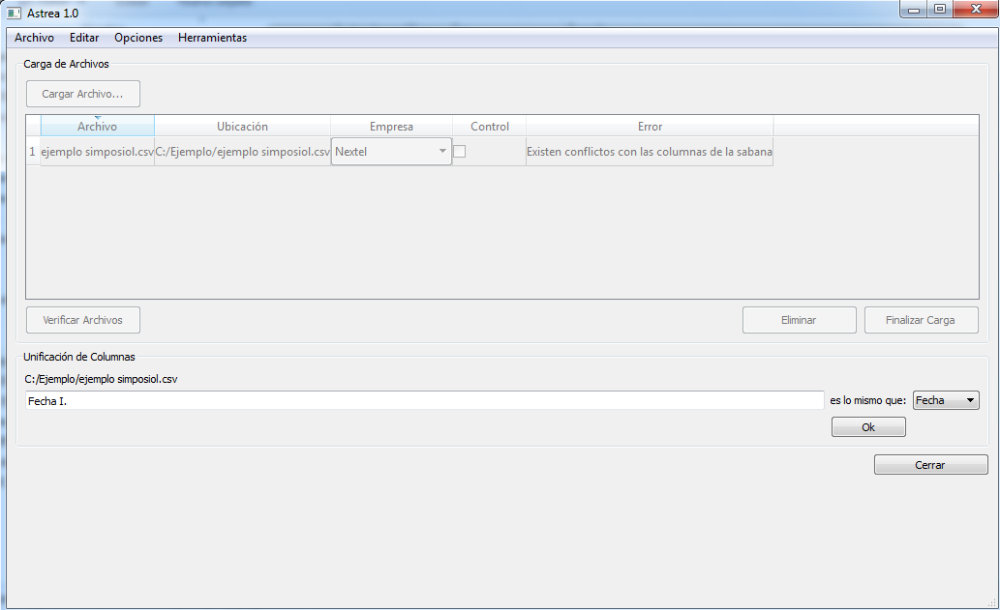 Astrea 1.0
Archivo Editar Opciones Herramientas
Carga de Archivos
Cargar Archivo...
Archivo Ubicación Empresa Control Error
1 ejemplo simposiol.csv C:/Ejemplo/ejemplo simposiol.csv Nextel Existen conflictos con las columnas de la sabana
Verificar Archivos Eliminar Finalizar Carga
Unificación de Columnas
C:/Ejemplo/ejemplo simposiol.csv
Fecha I. es lo mismo que: Fecha
Ok
Cerrar